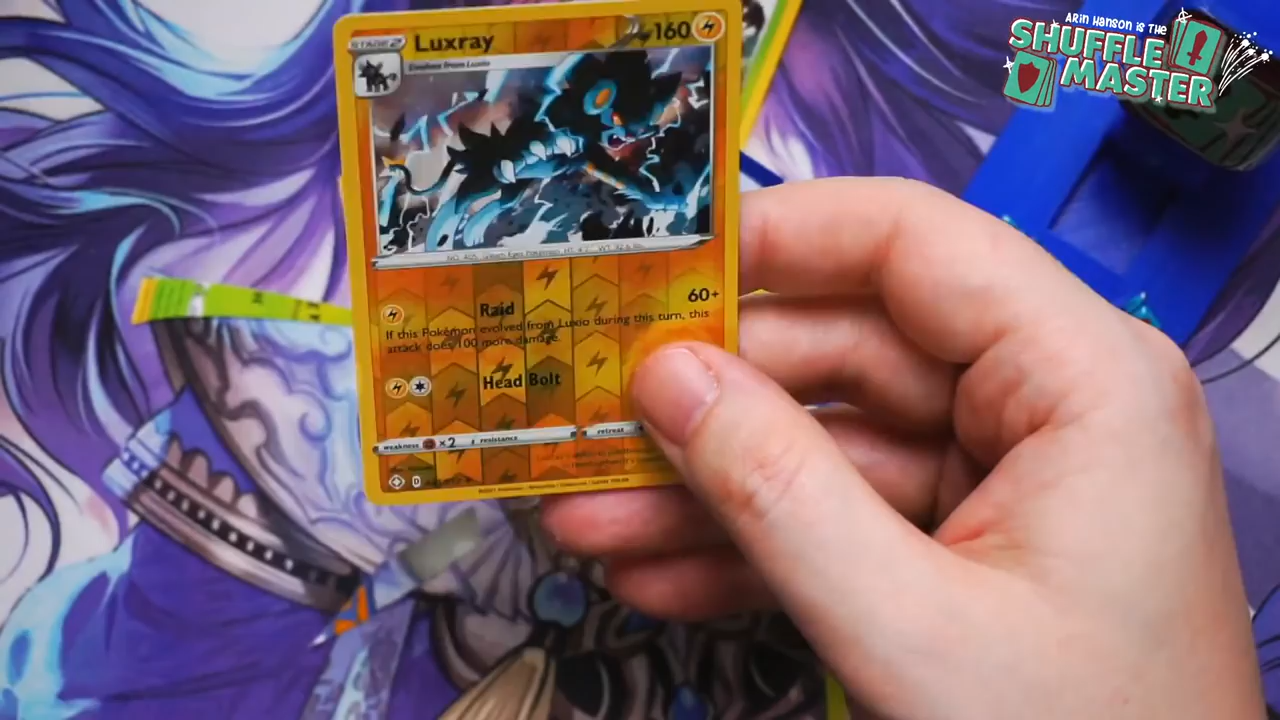 ARIN HANSON IS THE
SHUFFLE
MASTER
STAGE 2 Luxray 160
Evolves from Luxio
Raid 60+
If this Pokémon evolved from Luxio during this turn, this
attack does 100 more damage.
Head Bolt
weakness ×2 resistance retreat
D